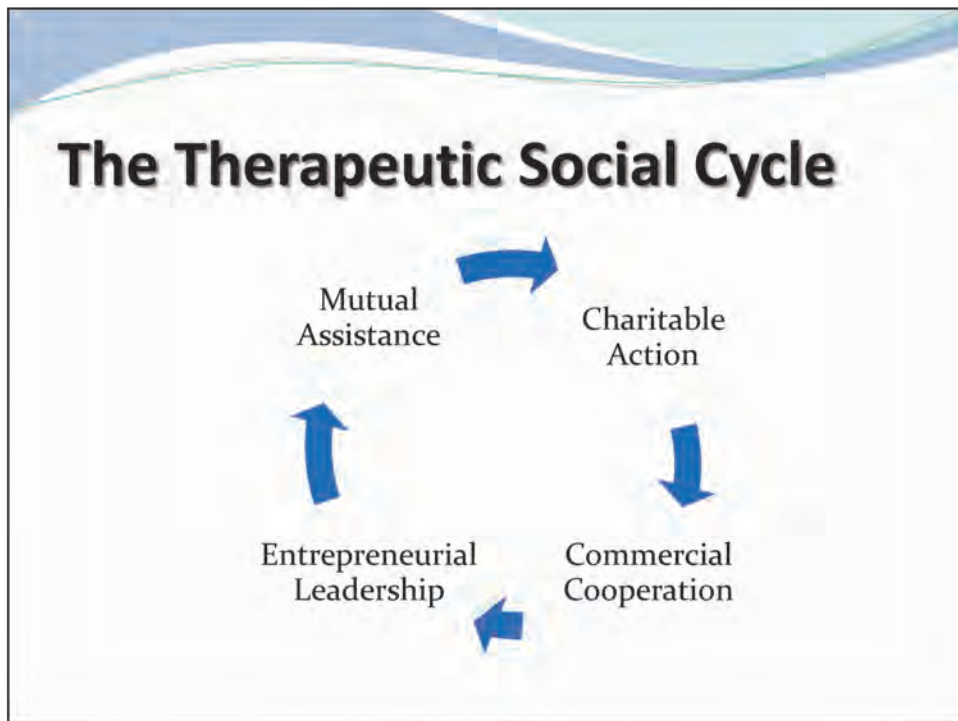 The Therapeutic Social Cycle
Mutual
Assistance
Charitable
Action
Commercial
Cooperation
Entrepreneurial
Leadership